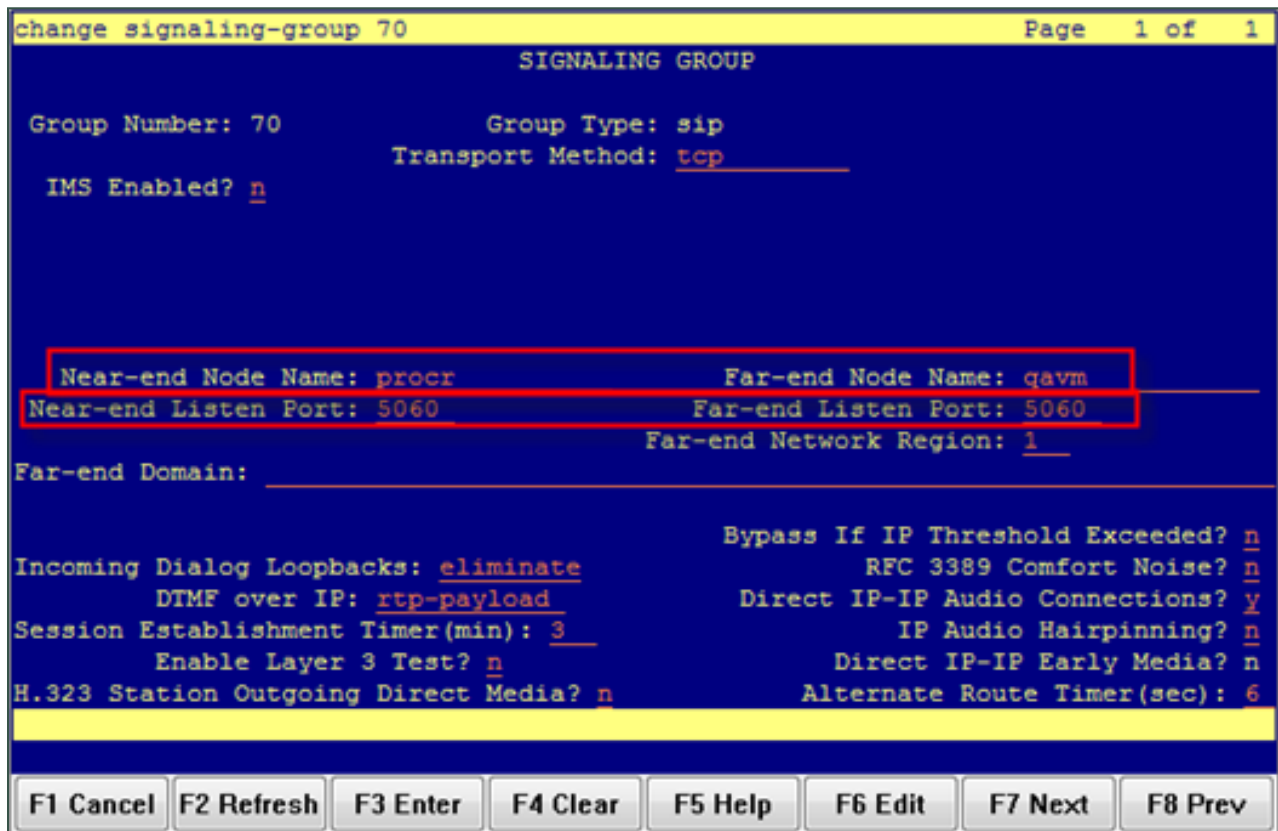 change signaling-group 70 Page 1 of 1
SIGNALING GROUP
Group Number: 70 Group Type: sip
Transport Method: tcp
IMS Enabled? n
Near-end Node Name: procr Far-end Node Name: qavm
Near-end Listen Port: 5060 Far-end Listen Port: 5060
Far-end Network Region: 1
Far-end Domain:
Bypass If IP Threshold Exceeded? n
Incoming Dialog Loopbacks: eliminate RFC 3389 Comfort Noise? n
DTMF over IP: rtp-payload Direct IP-IP Audio Connections? y
Session Establishment Timer(min): 3 IP Audio Hairpinning? n
Enable Layer 3 Test? n Direct IP-IP Early Media? n
H.323 Station Outgoing Direct Media? n Alternate Route Timer(sec): 6
F1 Cancel F2 Refresh F3 Enter F4 Clear F5 Help F6 Edit F7 Next F8 Prev